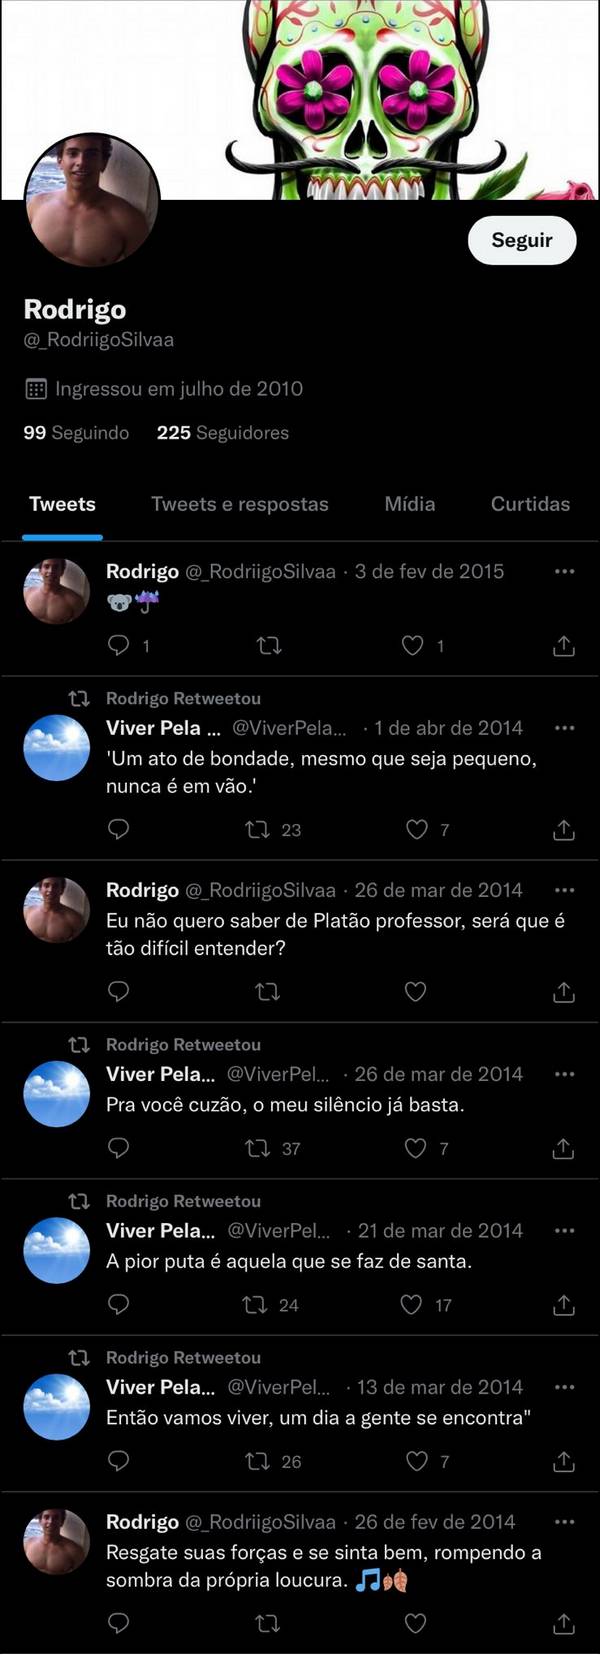 Seguir
Rodrigo
@_RodriigoSilvaa
Ingressou em julho de 2010
99 Seguindo 225 Seguidores
Tweets Tweets e respostas Mídia Curtidas
Rodrigo @_RodriigoSilvaa · 3 de fev de 2015
🐨☔
1 1
Rodrigo Retweetou
Viver Pela ... @ViverPela... · 1 de abr de 2014
'Um ato de bondade, mesmo que seja pequeno,
nunca é em vão.'
23 7
Rodrigo @_RodriigoSilvaa · 26 de mar de 2014
Eu não quero saber de Platão professor, será que é
tão difícil entender?
Rodrigo Retweetou
Viver Pela... @ViverPel... · 26 de mar de 2014
Pra você cuzão, o meu silêncio já basta.
37 7
Rodrigo Retweetou
Viver Pela... @ViverPel... · 21 de mar de 2014
A pior puta é aquela que se faz de santa.
24 17
Rodrigo Retweetou
Viver Pela... @ViverPel... · 13 de mar de 2014
Então vamos viver, um dia a gente se encontra"
26 7
Rodrigo @_RodriigoSilvaa · 26 de fev de 2014
Resgate suas forças e se sinta bem, rompendo a
sombra da própria loucura. 🎵🍂